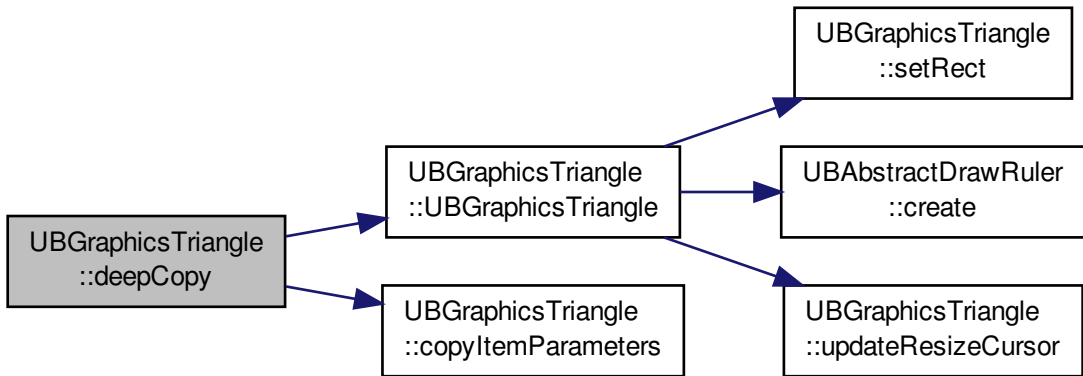 UBGraphicsTriangle
::deepCopy
UBGraphicsTriangle
::UBGraphicsTriangle
UBGraphicsTriangle
::copyItemParameters
UBGraphicsTriangle
::setRect
UBAbstractDrawRuler
::create
UBGraphicsTriangle
::updateResizeCursor